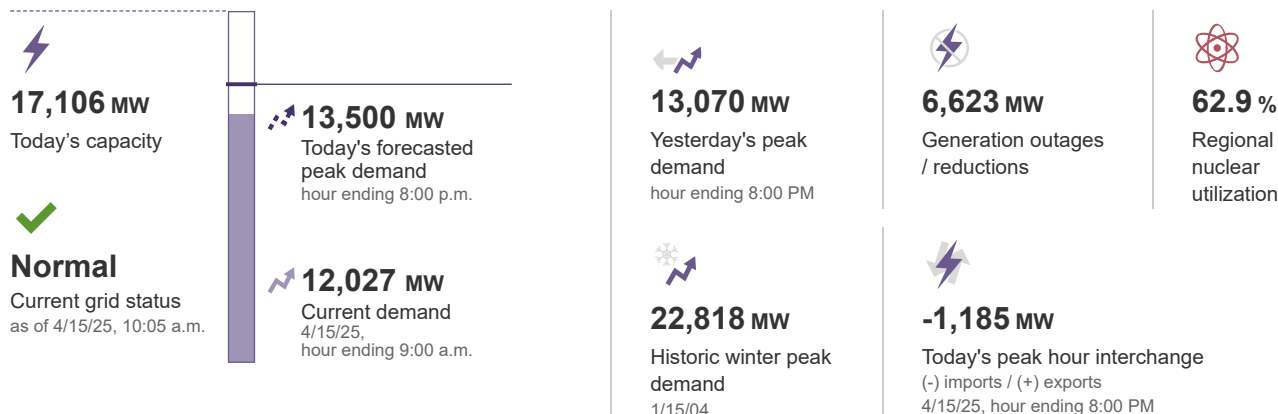 17,106 MW
Today's capacity
Normal
Current grid status
as of 4/15/25, 10:05 a.m.
13,500 MW
Today's forecasted
peak demand
hour ending 8:00 p.m.
12,027 MW
Current demand
4/15/25,
hour ending 9:00 a.m.
13,070 MW
Yesterday's peak
demand
hour ending 8:00 PM
6,623 MW
Generation outages
/ reductions
62.9 %
Regional
nuclear
utilization
22,818 MW
Historic winter peak
demand
1/15/04
-1,185 MW
Today's peak hour interchange
(-) imports / (+) exports
4/15/25, hour ending 8:00 PM